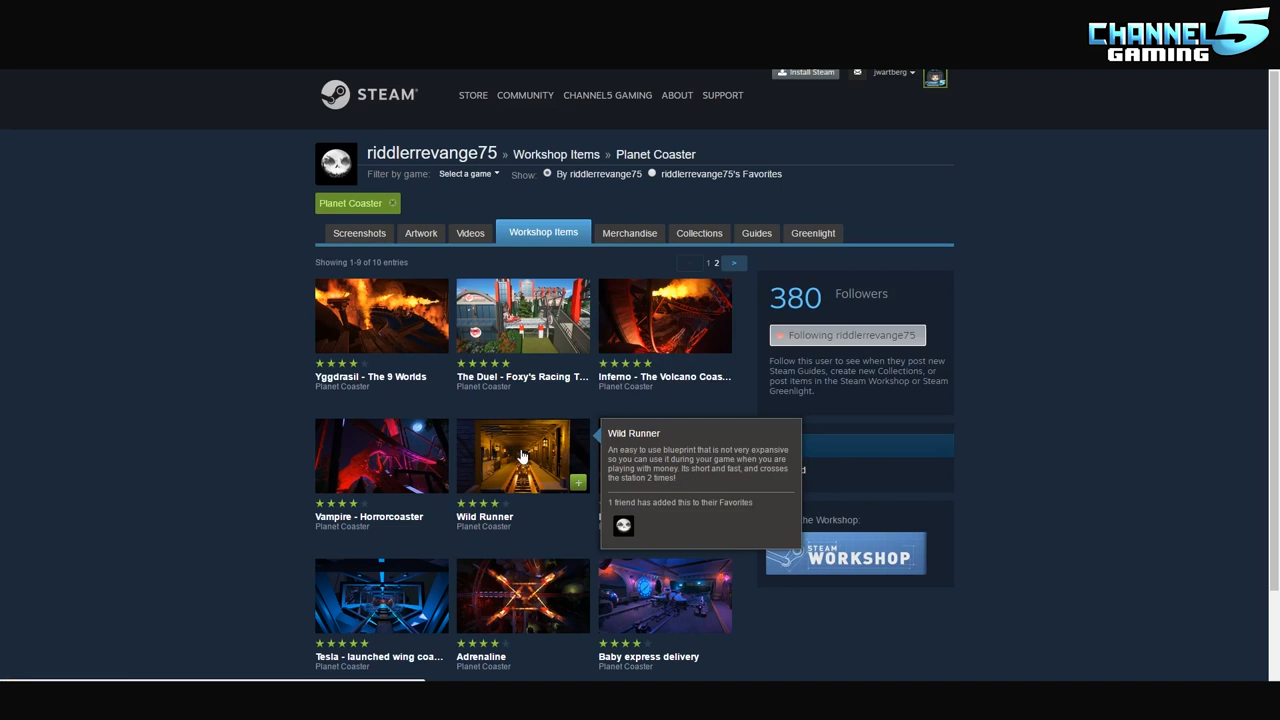 CHANNEL 5
GAMING
Install Steam
jwartberg
STEAM
STORE COMMUNITY CHANNEL5 GAMING ABOUT SUPPORT
riddlerrevange75 » Workshop Items » Planet Coaster
Filter by game: Select a game Show: By riddlerrevange75 riddlerrevange75's Favorites
Planet Coaster
Screenshots Artwork Videos Workshop Items Merchandise Collections Guides Greenlight
Showing 1-9 of 10 entries
1 2 >
380 Followers
Following riddlerrevange75
Follow this user to see when they post new
Steam Guides, create new Collections, or
post items in the Steam Workshop or Steam
Greenlight.
Yggdrasil - The 9 Worlds
Planet Coaster
The Duel - Foxy's Racing T...
Planet Coaster
Inferno - The Volcano Coas...
Planet Coaster
Wild Runner
An easy to use blueprint that is not very expansive
so you can use it during your game when you are
playing with money. Its short and fast, and crosses
the station 2 times!
1 friend has added this to their Favorites
Vampire - Horrorcoaster
Planet Coaster
Wild Runner
Planet Coaster
the Workshop:
STEAM
WORKSHOP
Tesla - launched wing coa...
Planet Coaster
Adrenaline
Planet Coaster
Baby express delivery
Planet Coaster